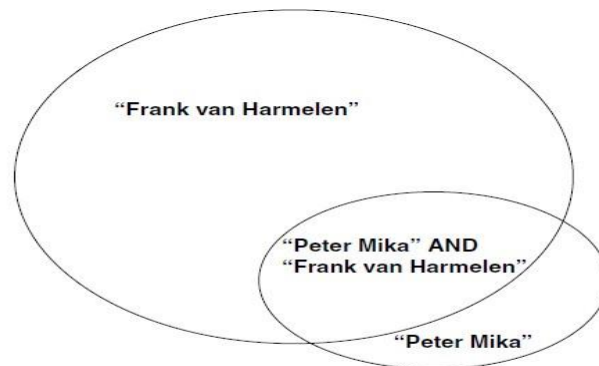 “Frank van Harmelen”
“Peter Mika” AND
“Frank van Harmelen”
“Peter Mika”